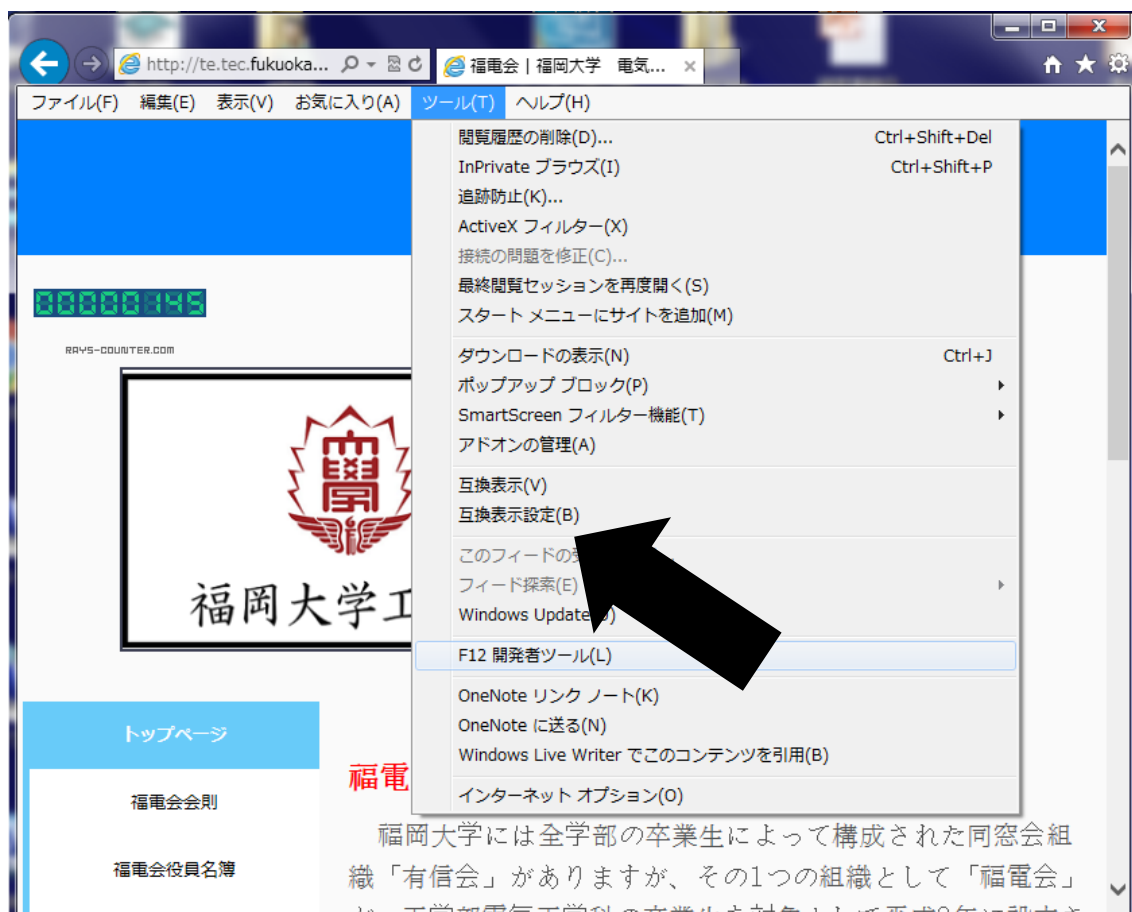 http://te.tec.fukuoka...
福電会 | 福岡大学 電気...
ファイル(F) 編集(E) 表示(V) お気に入り(A) ツール(T) ヘルプ(H)
閲覧履歴の削除(D)... Ctrl+Shift+Del
InPrivate ブラウズ(I) Ctrl+Shift+P
追跡防止(K)...
ActiveX フィルター(X)
接続の問題を修正(C)...
最終閲覧セッションを再度開く(S)
スタート メニューにサイトを追加(M)
ダウンロードの表示(N) Ctrl+J
ポップアップ ブロック(P)
SmartScreen フィルター機能(T)
アドオンの管理(A)
互換表示(V)
互換表示設定(B)
このフィードの
フィード探索(E)
Windows Update
F12 開発者ツール(L)
OneNote リンク ノート(K)
OneNote に送る(N)
Windows Live Writer でこのコンテンツを引用(B)
インターネット オプション(O)
00000145
RAYS-COUNTER.COM
大學
福岡大学工
トップページ
福電会会則
福電会役員名簿
福電
福岡大学には全学部の卒業生によって構成された同窓会組
織「有信会」がありますが、その1つの組織として「福電会」